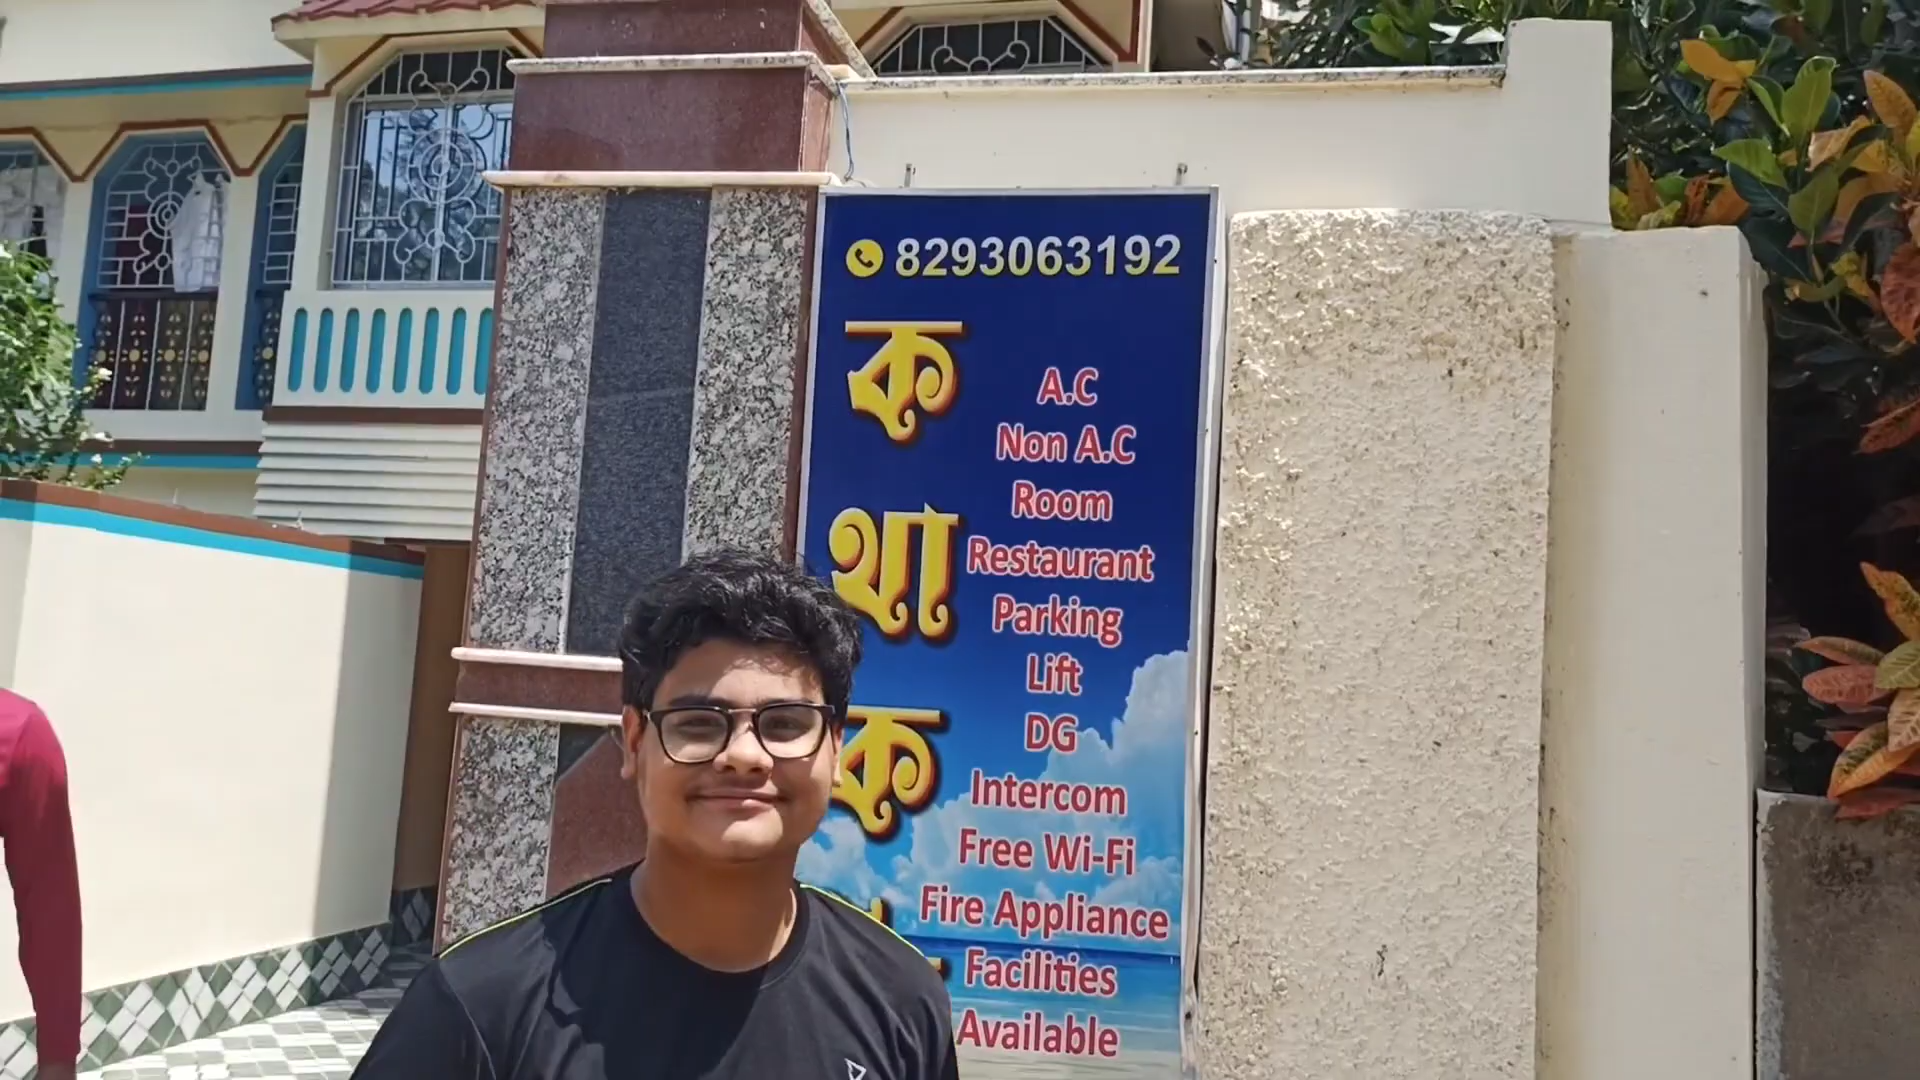 8293063192
ক
থা
ক
A.C
Non A.C
Room
Restaurant
Parking
Lift
DG
Intercom
Free Wi-Fi
Fire Appliance
Facilities
Available